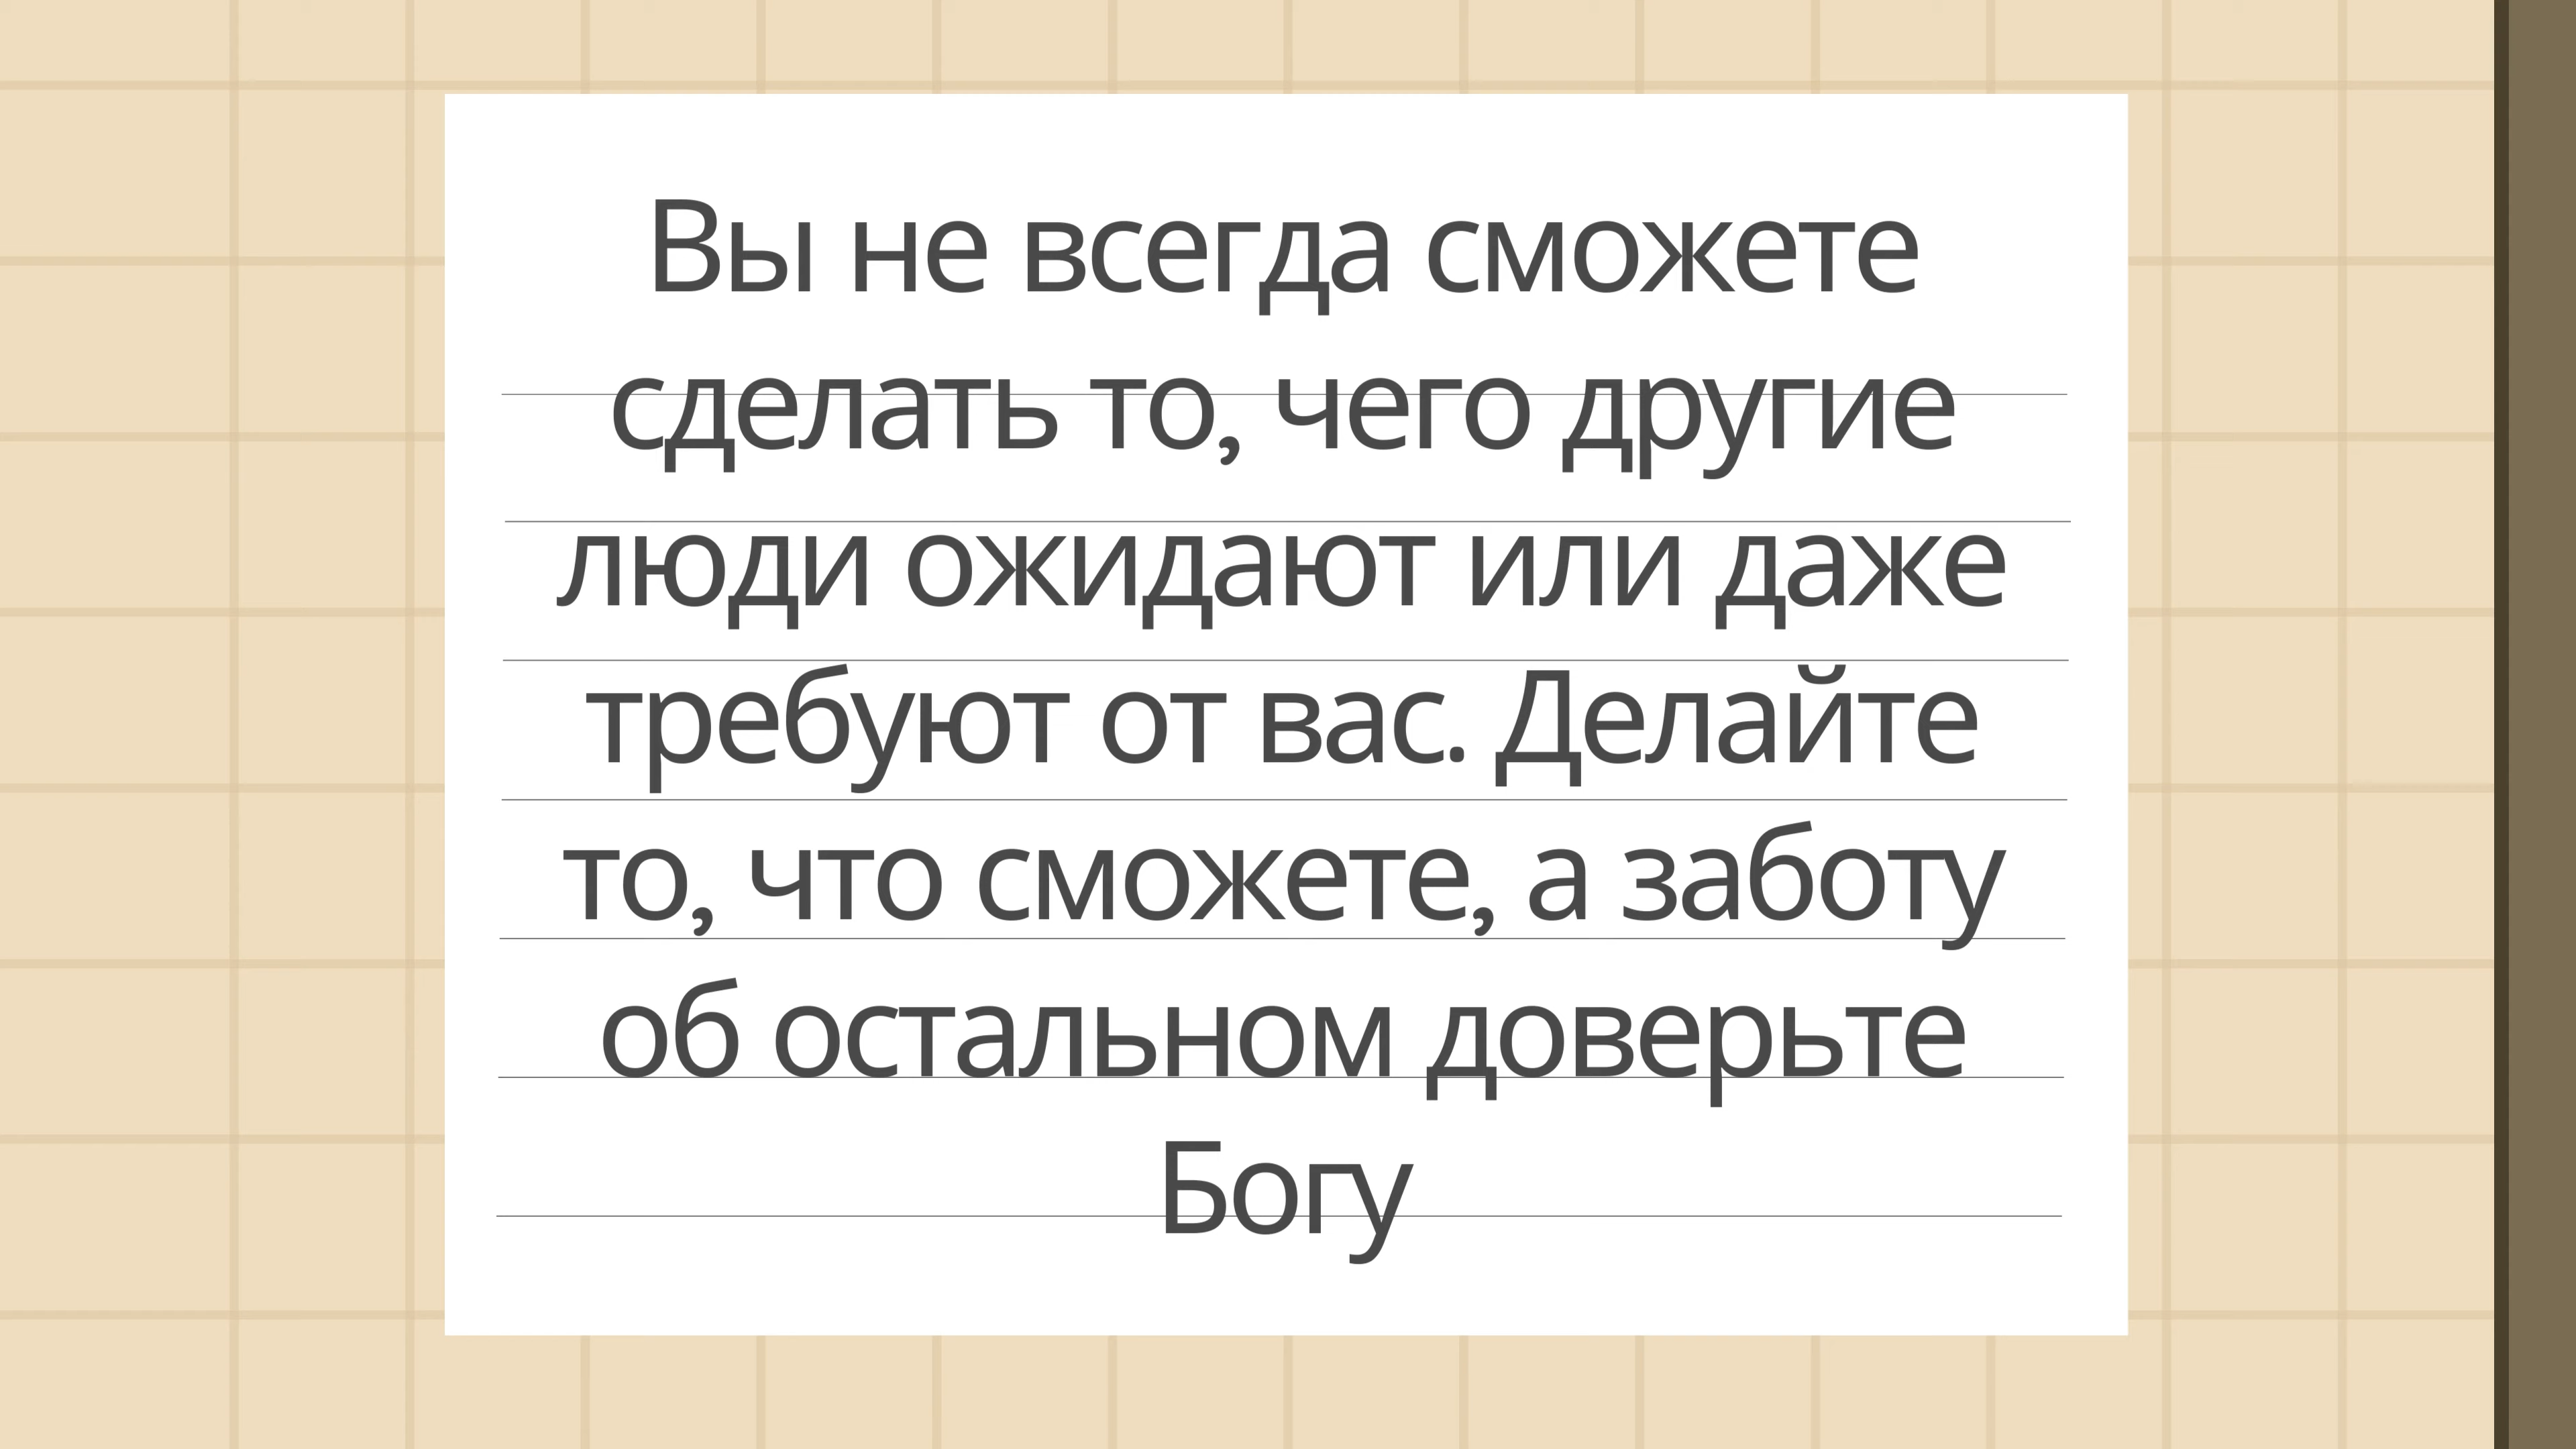 Вы не всегда сможете
сделать то, чего другие
люди ожидают или даже
требуют от вас. Делайте
то, что сможете, а заботу
об остальном доверьте
Богу